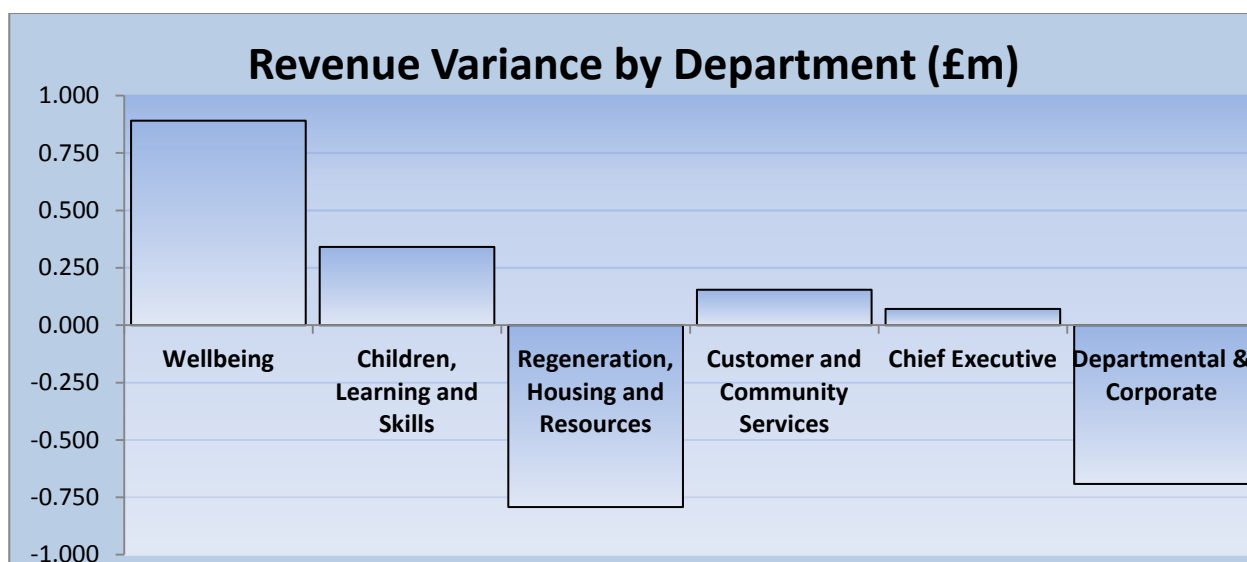 Revenue Variance by Department (£m)
1.000
0.750
0.500
0.250
0.000
Wellbeing
Children,
Learning and
Skills
Regeneration,
Housing and
Resources
Customer and
Community
Services
Chief Executive
Departmental &
Corporate
-0.250
-0.500
-0.750
-1.000